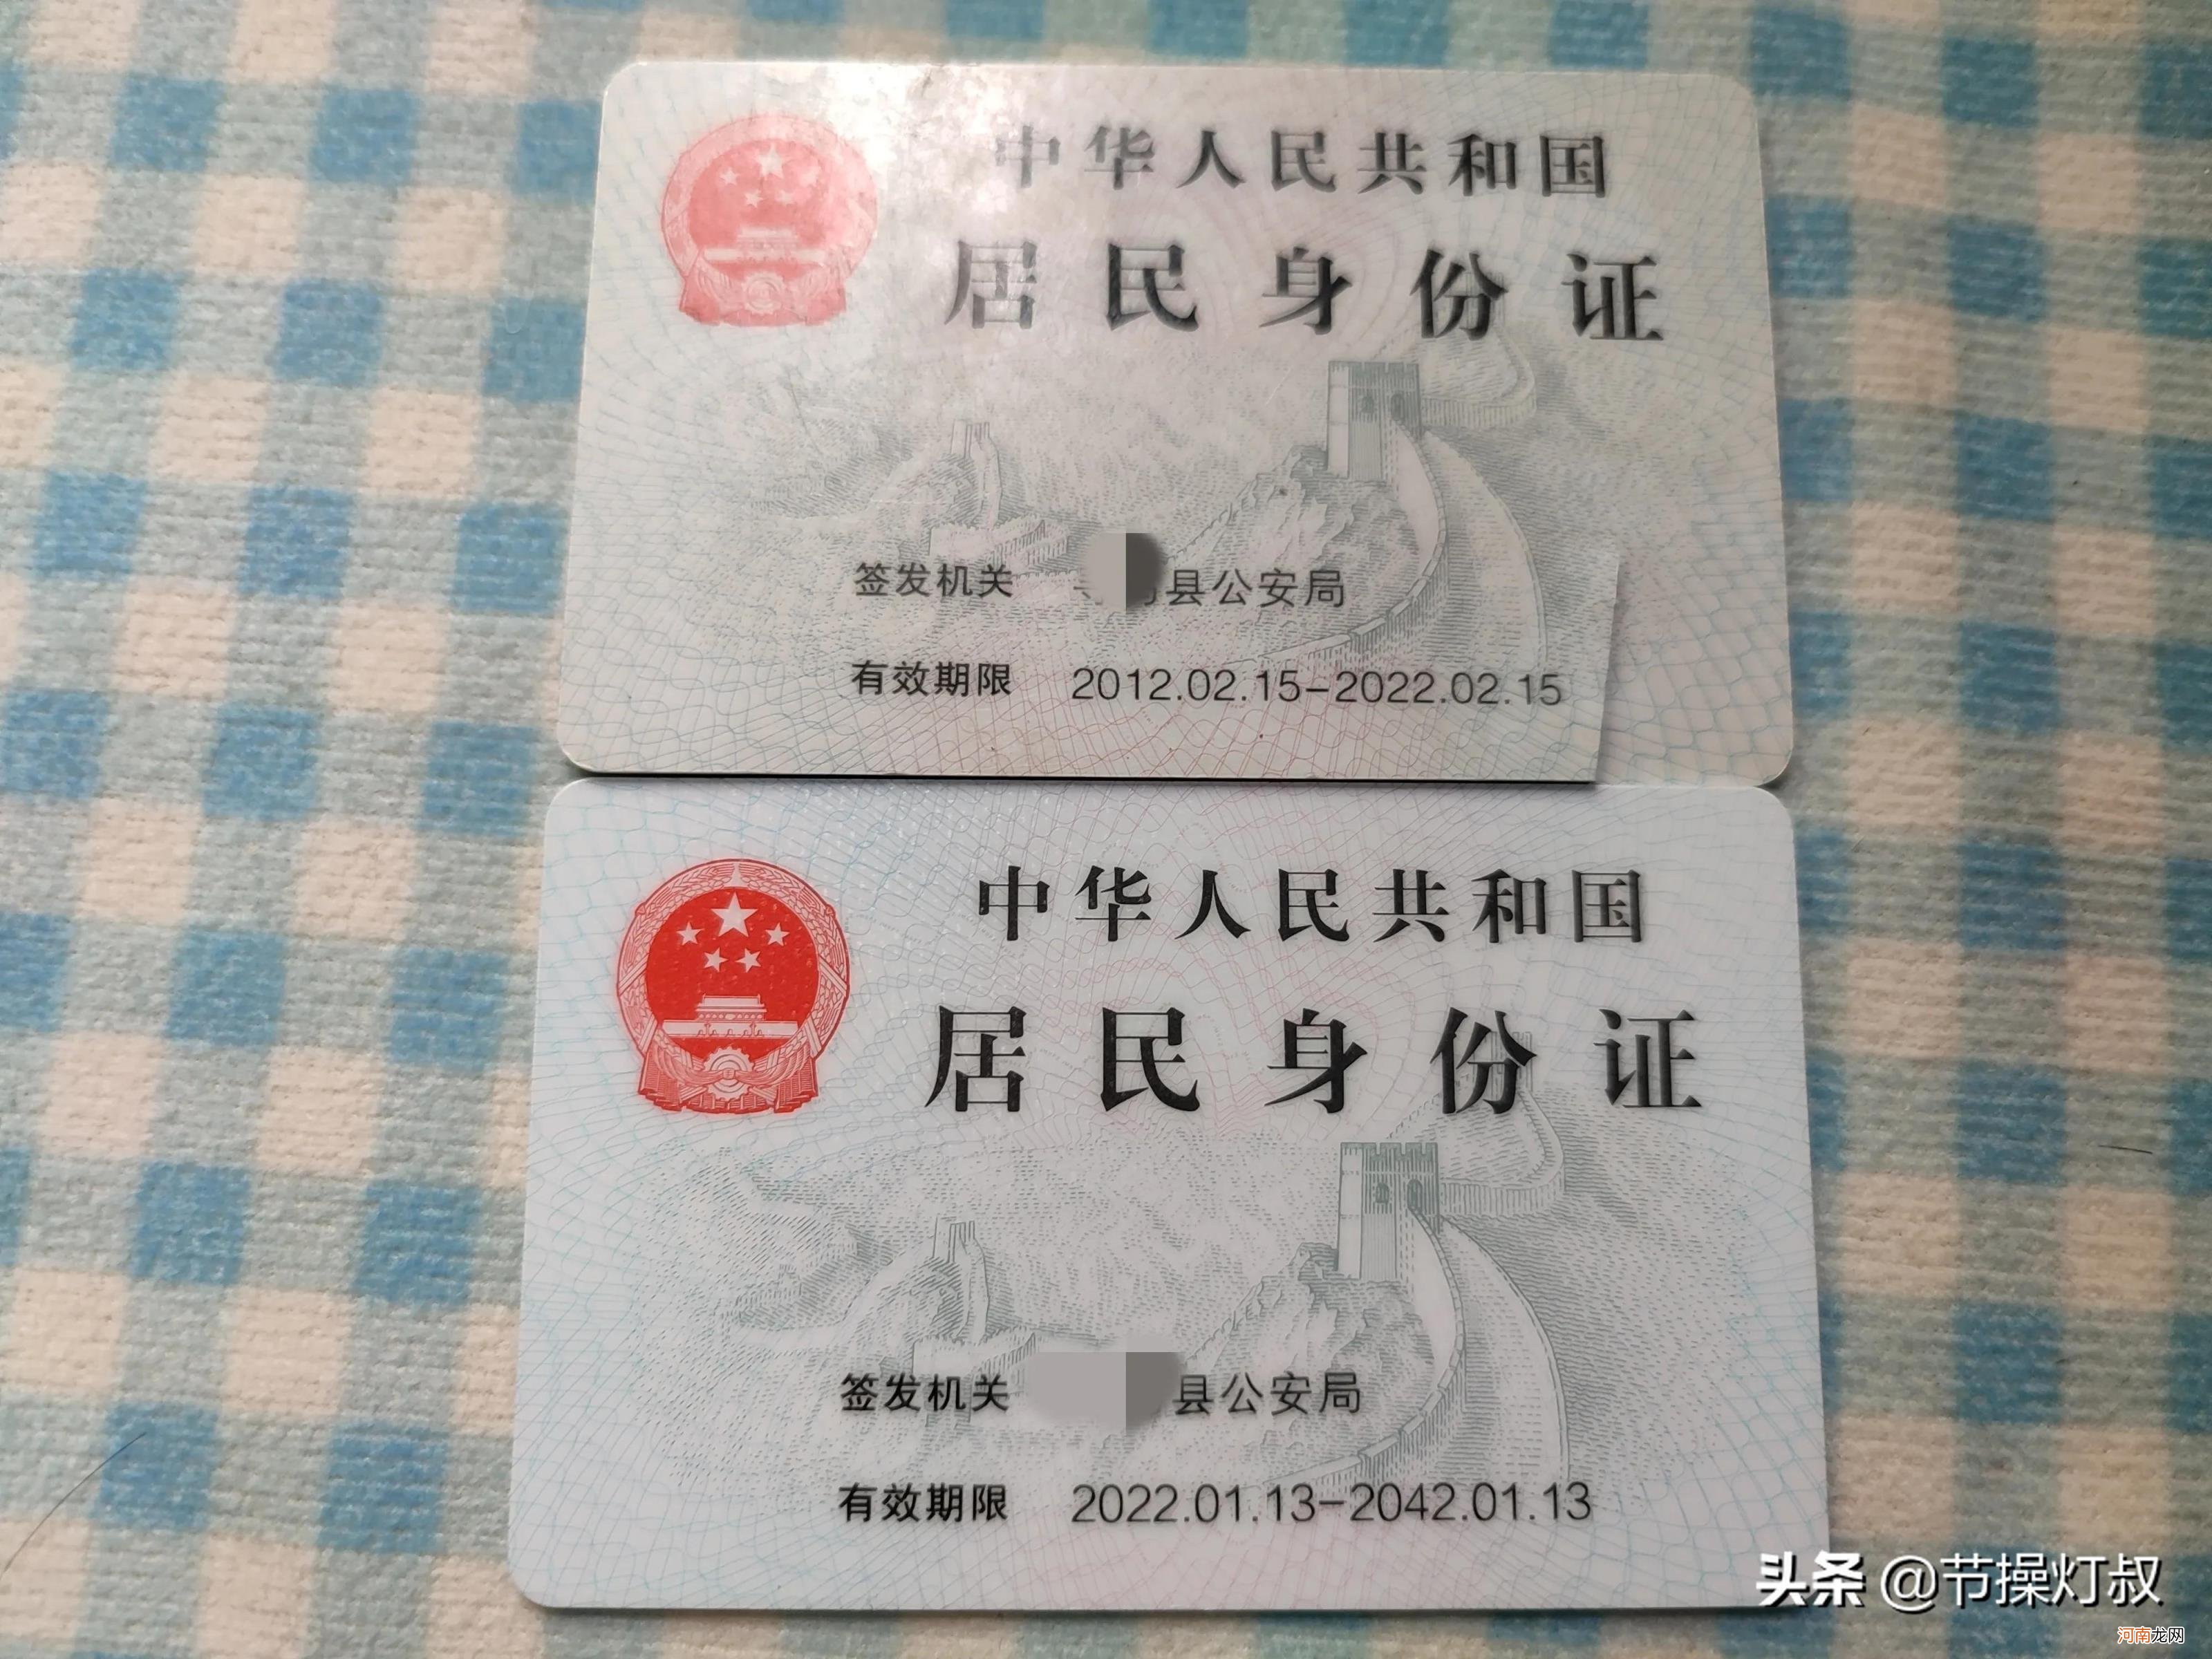 中华人民共和国
居民身份证
签发机关 县公安局
有效期限 2012.02.15-2022.02.15
中华人民共和国
居民身份证
签发机关 县公安局
有效期限 2022.01.13-2042.01.13
头条 @节操灯叔
河南龙网